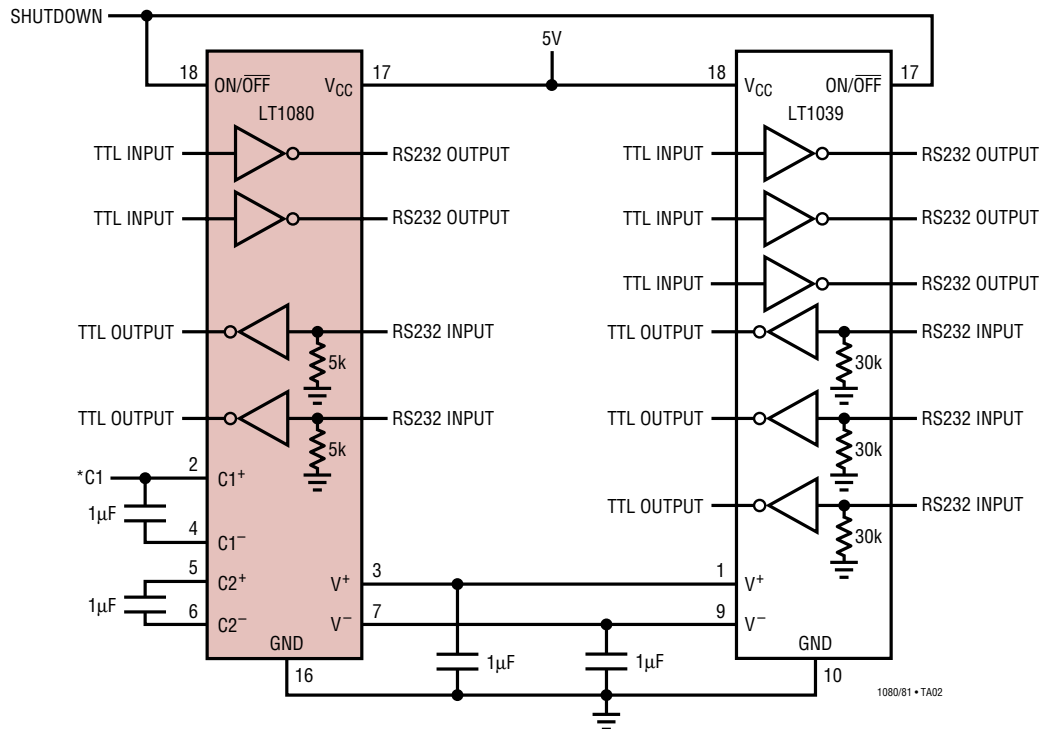 SHUTDOWN
5V
18 ON/OFF VCC 17
18 VCC ON/OFF 17
LT1080
LT1039
TTL INPUT RS232 OUTPUT
TTL INPUT RS232 OUTPUT
TTL INPUT RS232 OUTPUT
TTL INPUT RS232 OUTPUT
TTL INPUT RS232 OUTPUT
TTL OUTPUT RS232 INPUT
5k
TTL OUTPUT RS232 INPUT
30k
TTL OUTPUT RS232 INPUT
5k
TTL OUTPUT RS232 INPUT
30k
TTL OUTPUT RS232 INPUT
30k
*C1 2 C1+
1µF
4 C1−
5 C2+
1µF
6 C2−
V+ 3
1 V+
V− 7
9 V−
GND
16
GND
10
1µF
1µF
1080/81 • TA02